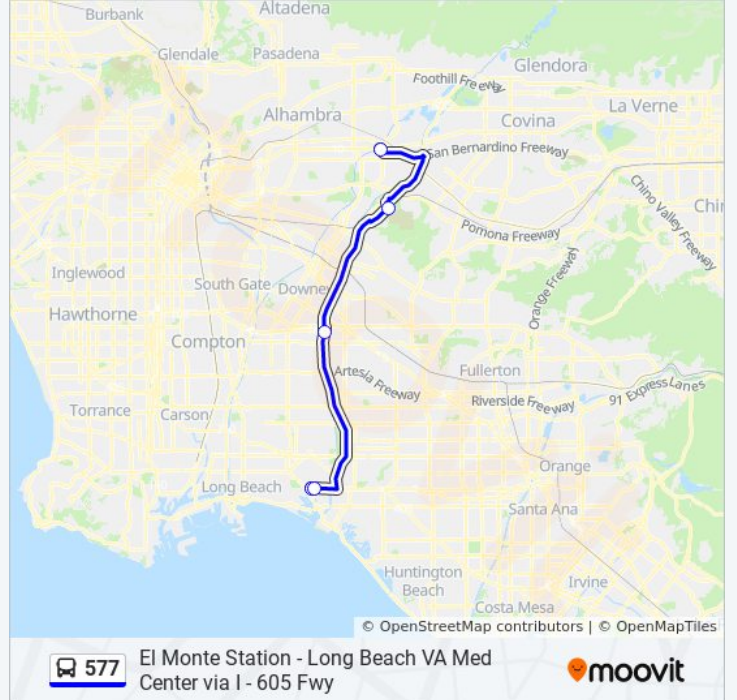 Altadena
Burbank
Glendale
Pasadena
Glendora
Foothill Freeway
La Verne
Alhambra
Covina
San Bernardino Freeway
Chino Valley Freeway
Chi
Pomona Freeway
Orange Freeway
Inglewood
South Gate
Downey
Hawthorne
Compton
Artesia Freeway
Fullerton
91 Express Lanes
Riverside Freeway
Torrance
Carson
Orange
Long Beach
Santa Ana
Huntington
Beach
Irvine
Costa Mesa
© OpenStreetMap contributors | © OpenMapTiles
577
El Monte Station - Long Beach VA Med
Center via I - 605 Fwy
moovit